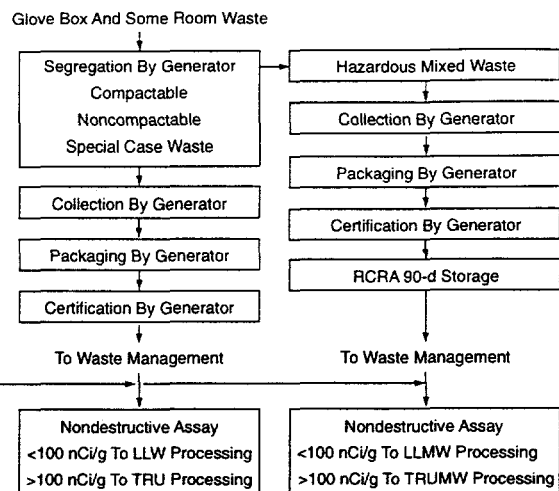 Glove Box And Some Room Waste
Segregation By Generator
Compactable
Noncompactable
Special Case Waste
Collection By Generator
Packaging By Generator
Certification By Generator
To Waste Management
Nondestructive Assay
<100 nCi/g To LLW Processing
>100 nCi/g To TRU Processing
Hazardous Mixed Waste
Collection By Generator
Packaging By Generator
Certification By Generator
RCRA 90-d Storage
To Waste Management
Nondestructive Assay
<100 nCi/g To LLMW Processing
>100 nCi/g To TRUMW Processing